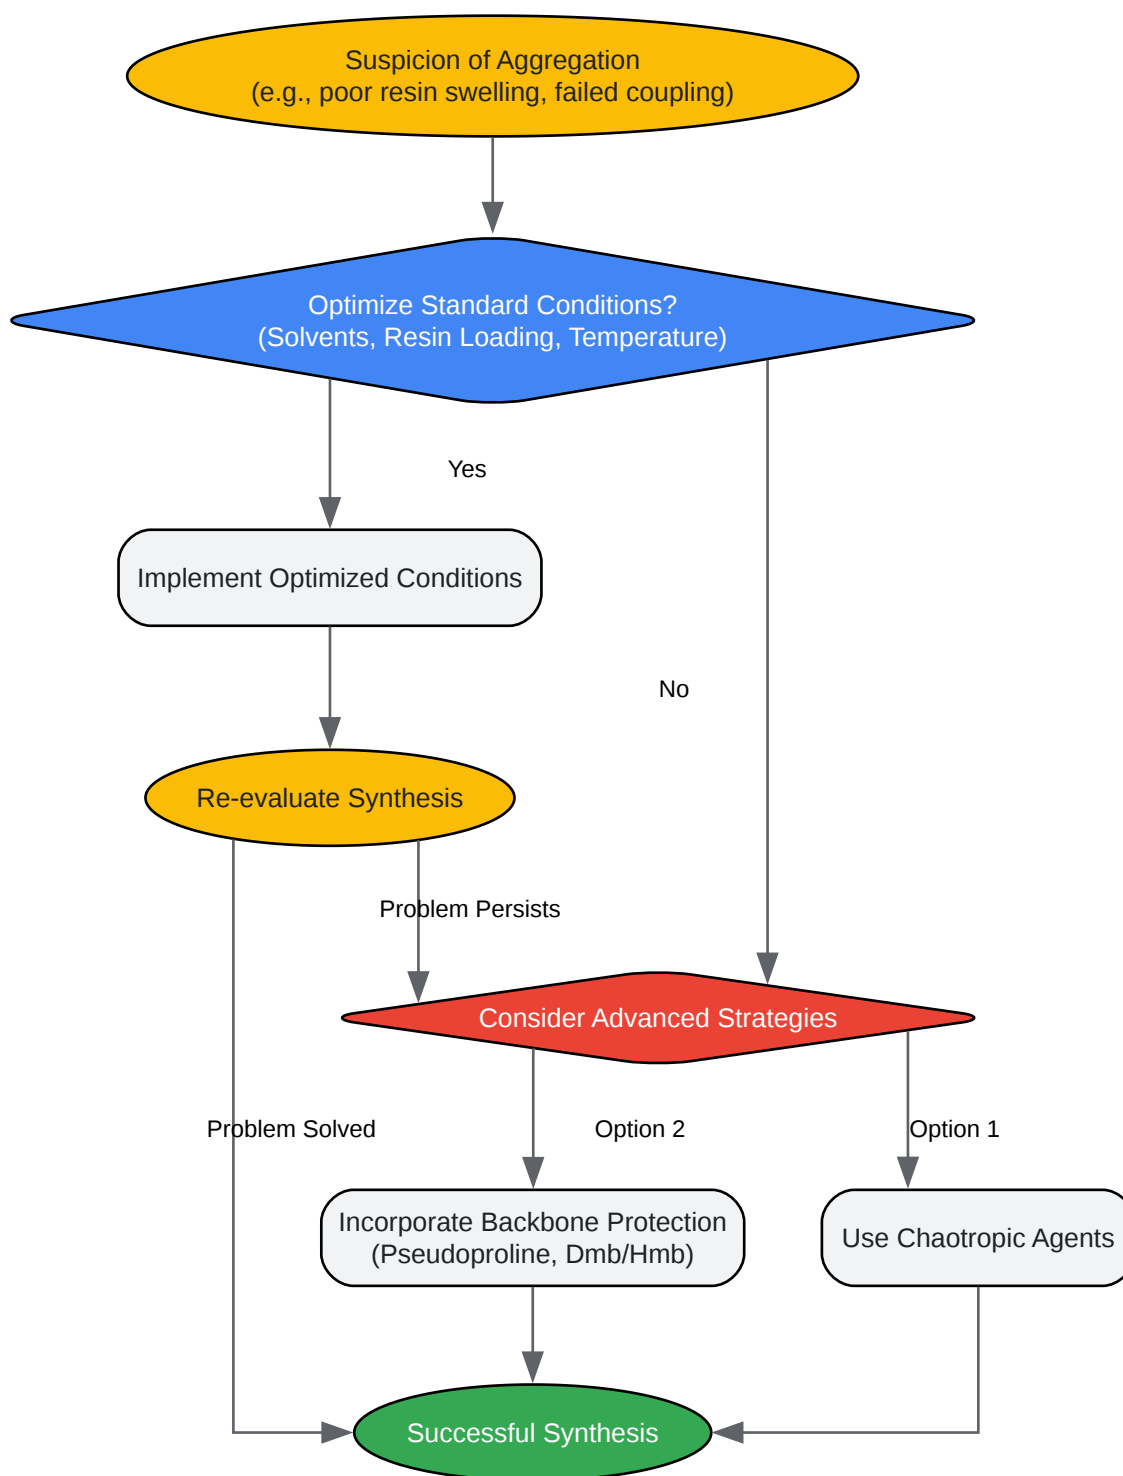 Suspicion of Aggregation
(e.g., poor resin swelling, failed coupling)
Optimize Standard Conditions?
(Solvents, Resin Loading, Temperature)
Yes
Implement Optimized Conditions
No
Re-evaluate Synthesis
Problem Persists
Consider Advanced Strategies
Problem Solved
Option 2
Option 1
Incorporate Backbone Protection
(Pseudoproline, Dmb/Hmb)
Use Chaotropic Agents
Successful Synthesis